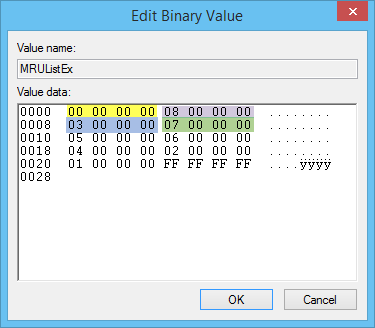 Edit Binary Value
Value name:
MRUListEx
Value data:
0000 00 00 00 00 08 00 00 00 ........
0008 03 00 00 00 07 00 00 00 ........
0010 05 00 00 00 06 00 00 00 ........
0018 04 00 00 00 02 00 00 00 ........
0020 01 00 00 00 FF FF FF FF ....ÿÿÿÿ
0028
OK Cancel